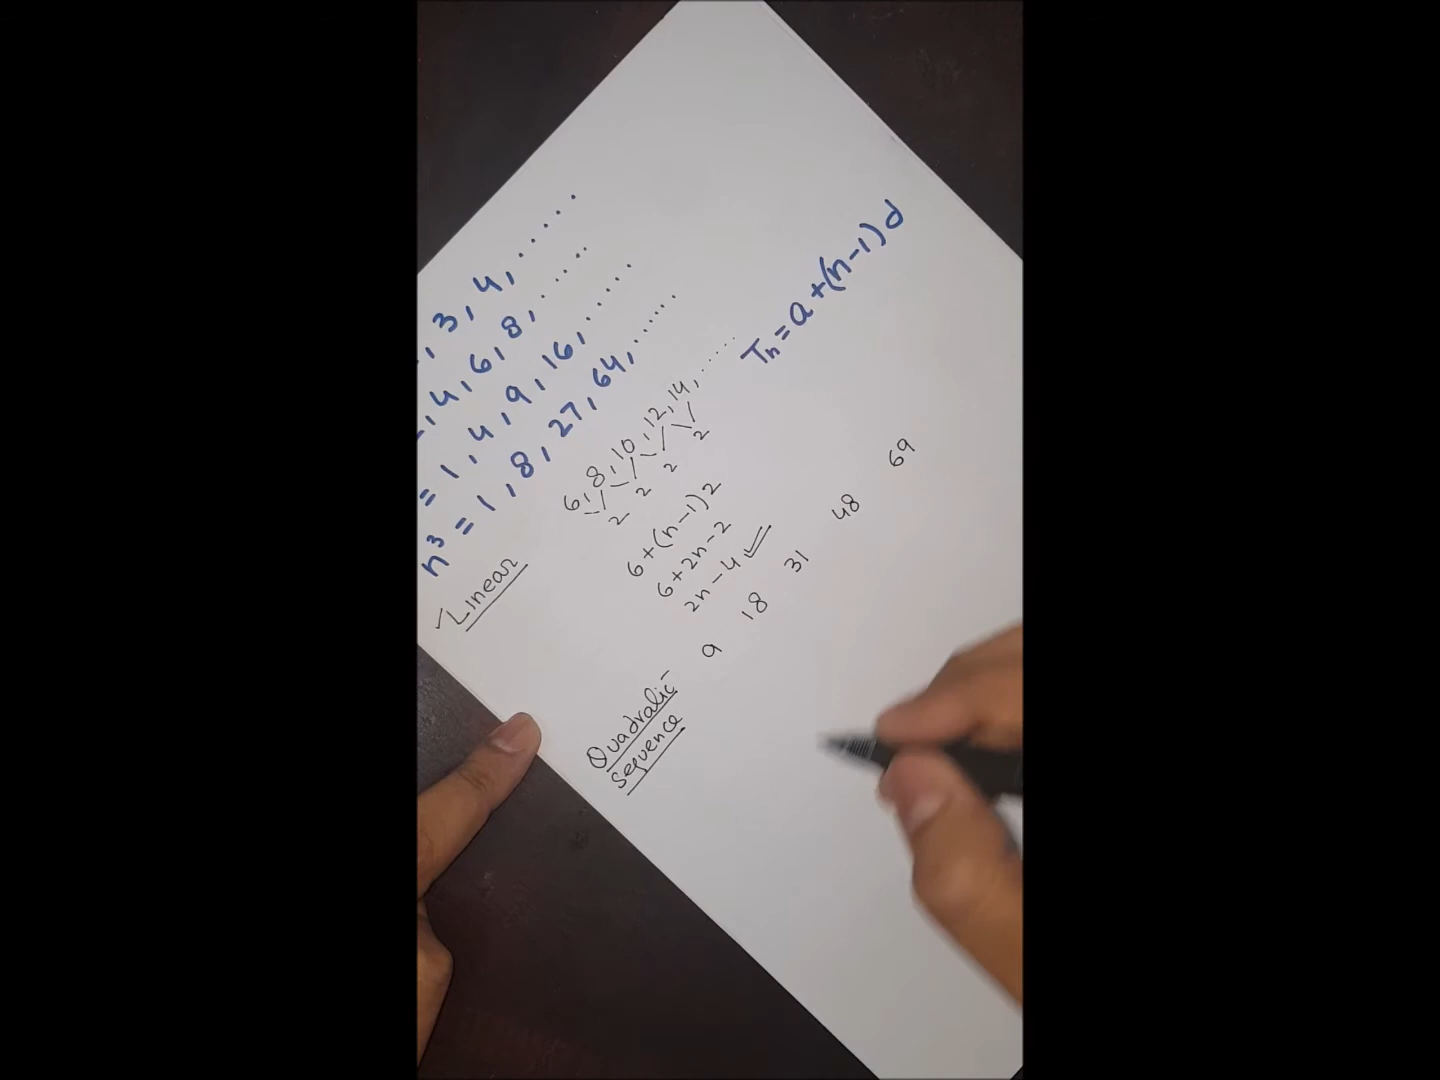 , 3, 4, ......
, 4, 6, 8, ......
= 1, 4, 9, 16, ......
n³ = 1, 8, 27, 64, ......
Tn = a + (n-1)d
Linear
6, 8, 10, 12, 14, ......
2 2 2 2
6+(n-1)2
6+2n-2
2n-4
Quadratic
Sequence
9 18 31 48 69